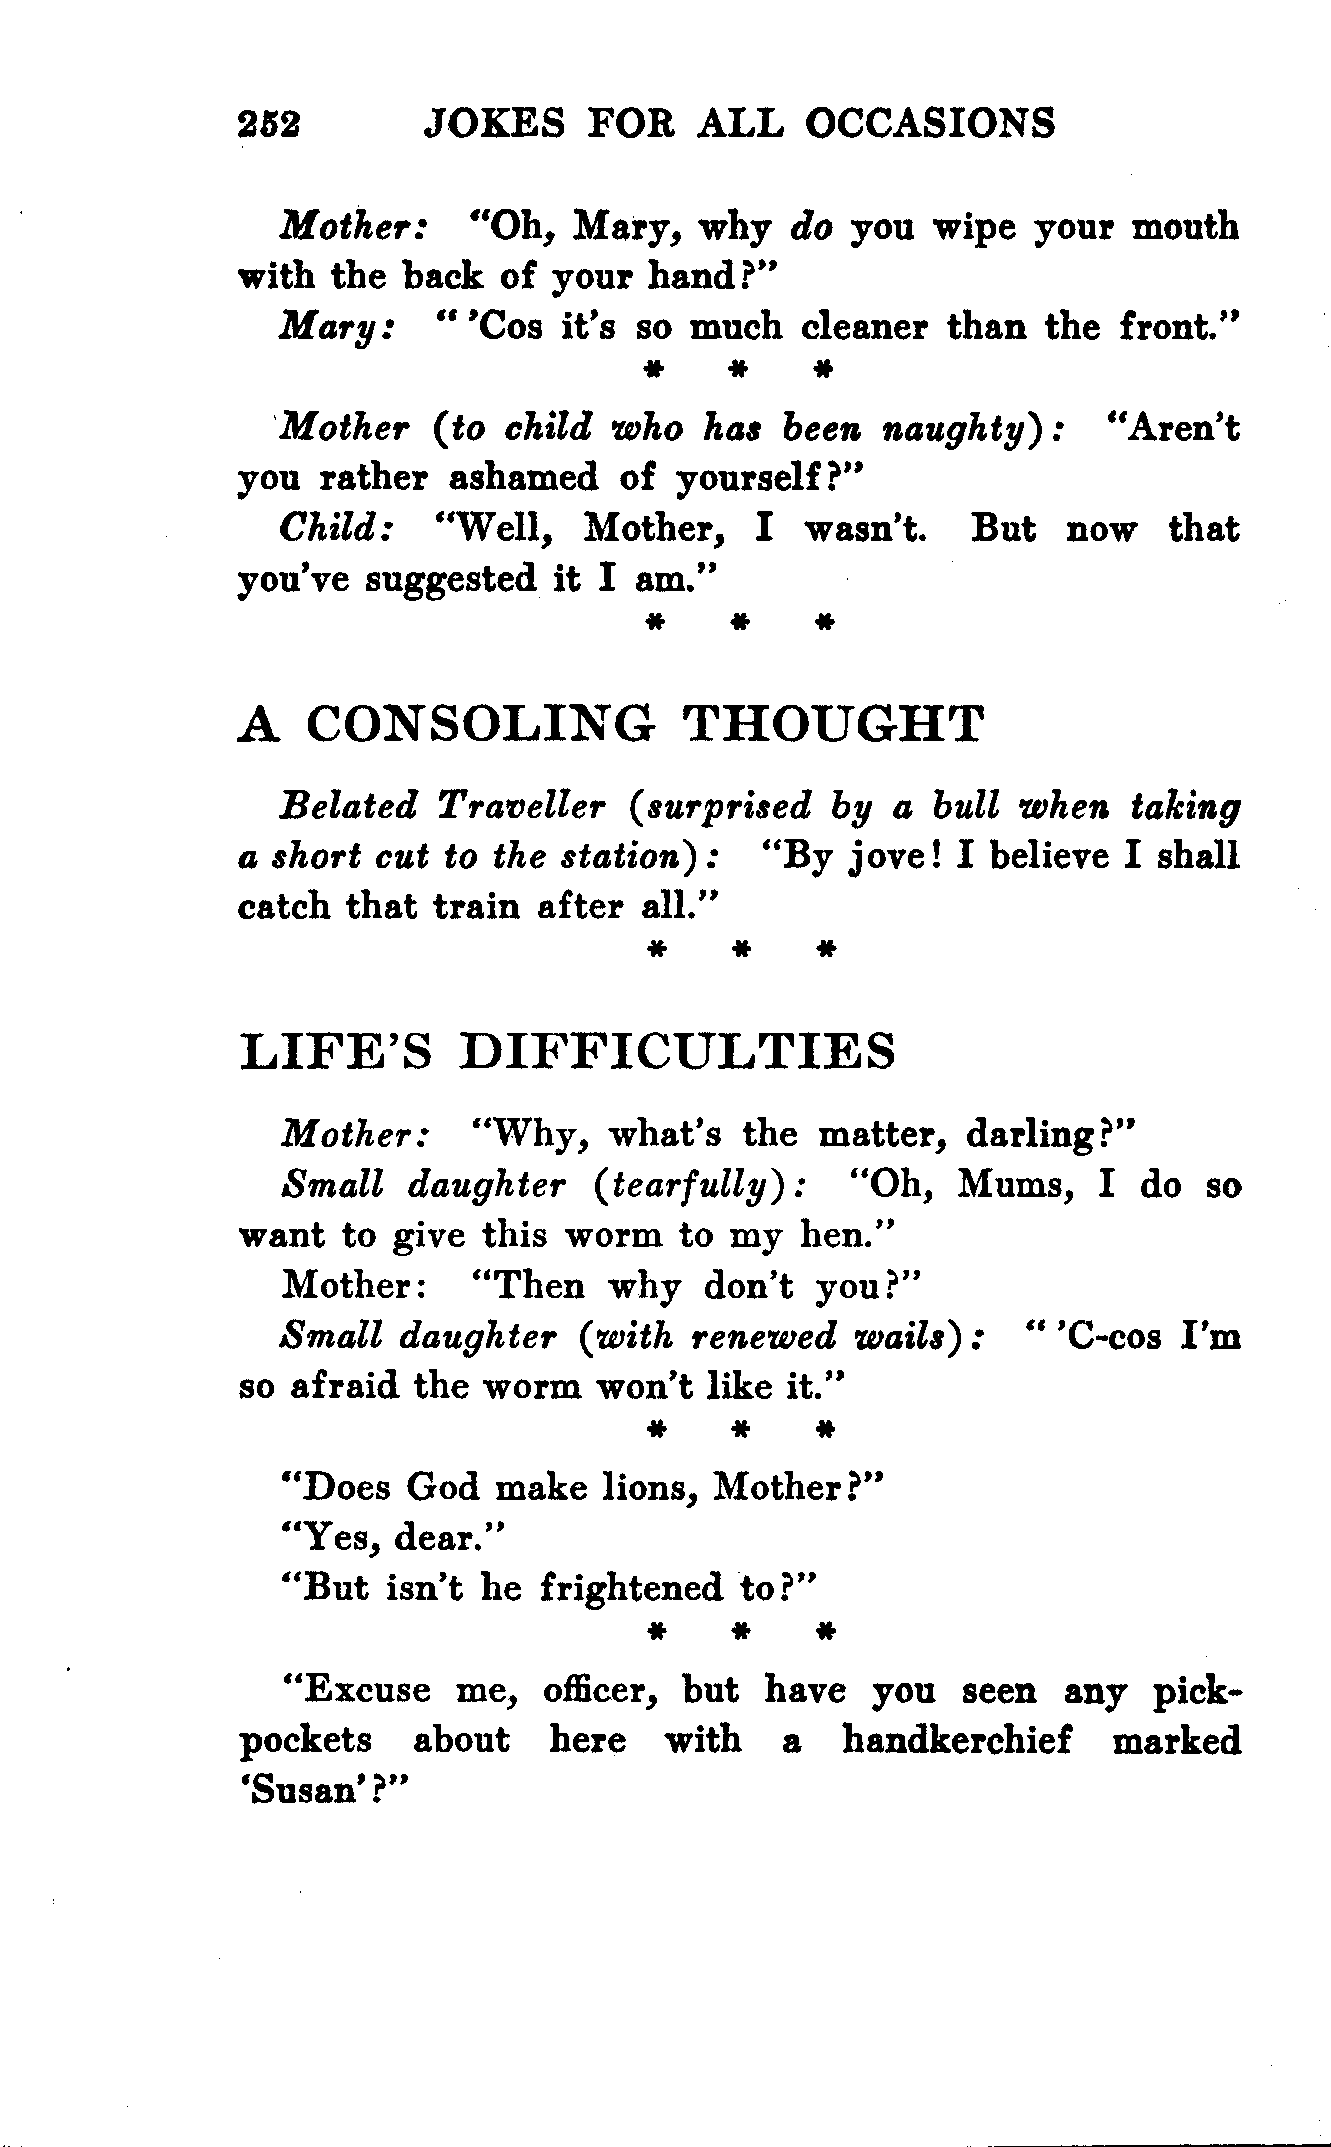 252 JOKES FOR ALL OCCASIONS
Mother: "Oh, Mary, why do you wipe your mouth
with the back of your hand?"
Mary: " 'Cos it's so much cleaner than the front."
* * *
Mother (to child who has been naughty): "Aren't
you rather ashamed of yourself?"
Child: "Well, Mother, I wasn't. But now that
you've suggested it I am."
* * *
A CONSOLING THOUGHT
Belated Traveller (surprised by a bull when taking
a short cut to the station): "By jove! I believe I shall
catch that train after all."
* * *
LIFE'S DIFFICULTIES
Mother: "Why, what's the matter, darling?"
Small daughter (tearfully): "Oh, Mums, I do so
want to give this worm to my hen."
Mother: "Then why don't you?"
Small daughter (with renewed wails): " 'C-cos I'm
so afraid the worm won't like it."
* * *
"Does God make lions, Mother?"
"Yes, dear."
"But isn't he frightened to?"
* * *
"Excuse me, officer, but have you seen any pick-
pockets about here with a handkerchief marked
'Susan'?"